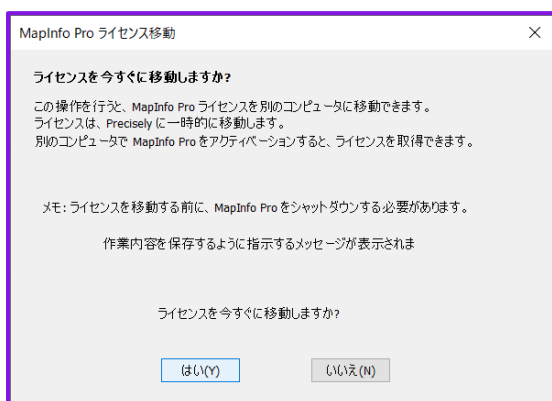 MapInfo Pro ライセンス移動
ライセンスを今すぐに移動しますか?
この操作を行うと、MapInfo Pro ライセンスを別のコンピュータに移動できます。
ライセンスは、Precisely に一時的に移動します。
別のコンピュータで MapInfo Pro をアクティベーションすると、ライセンスを取得できます。
メモ: ライセンスを移動する前に、MapInfo Pro をシャットダウンする必要があります。
作業内容を保存するように指示するメッセージが表示されま
ライセンスを今すぐに移動しますか?
はい(Y)
いいえ(N)